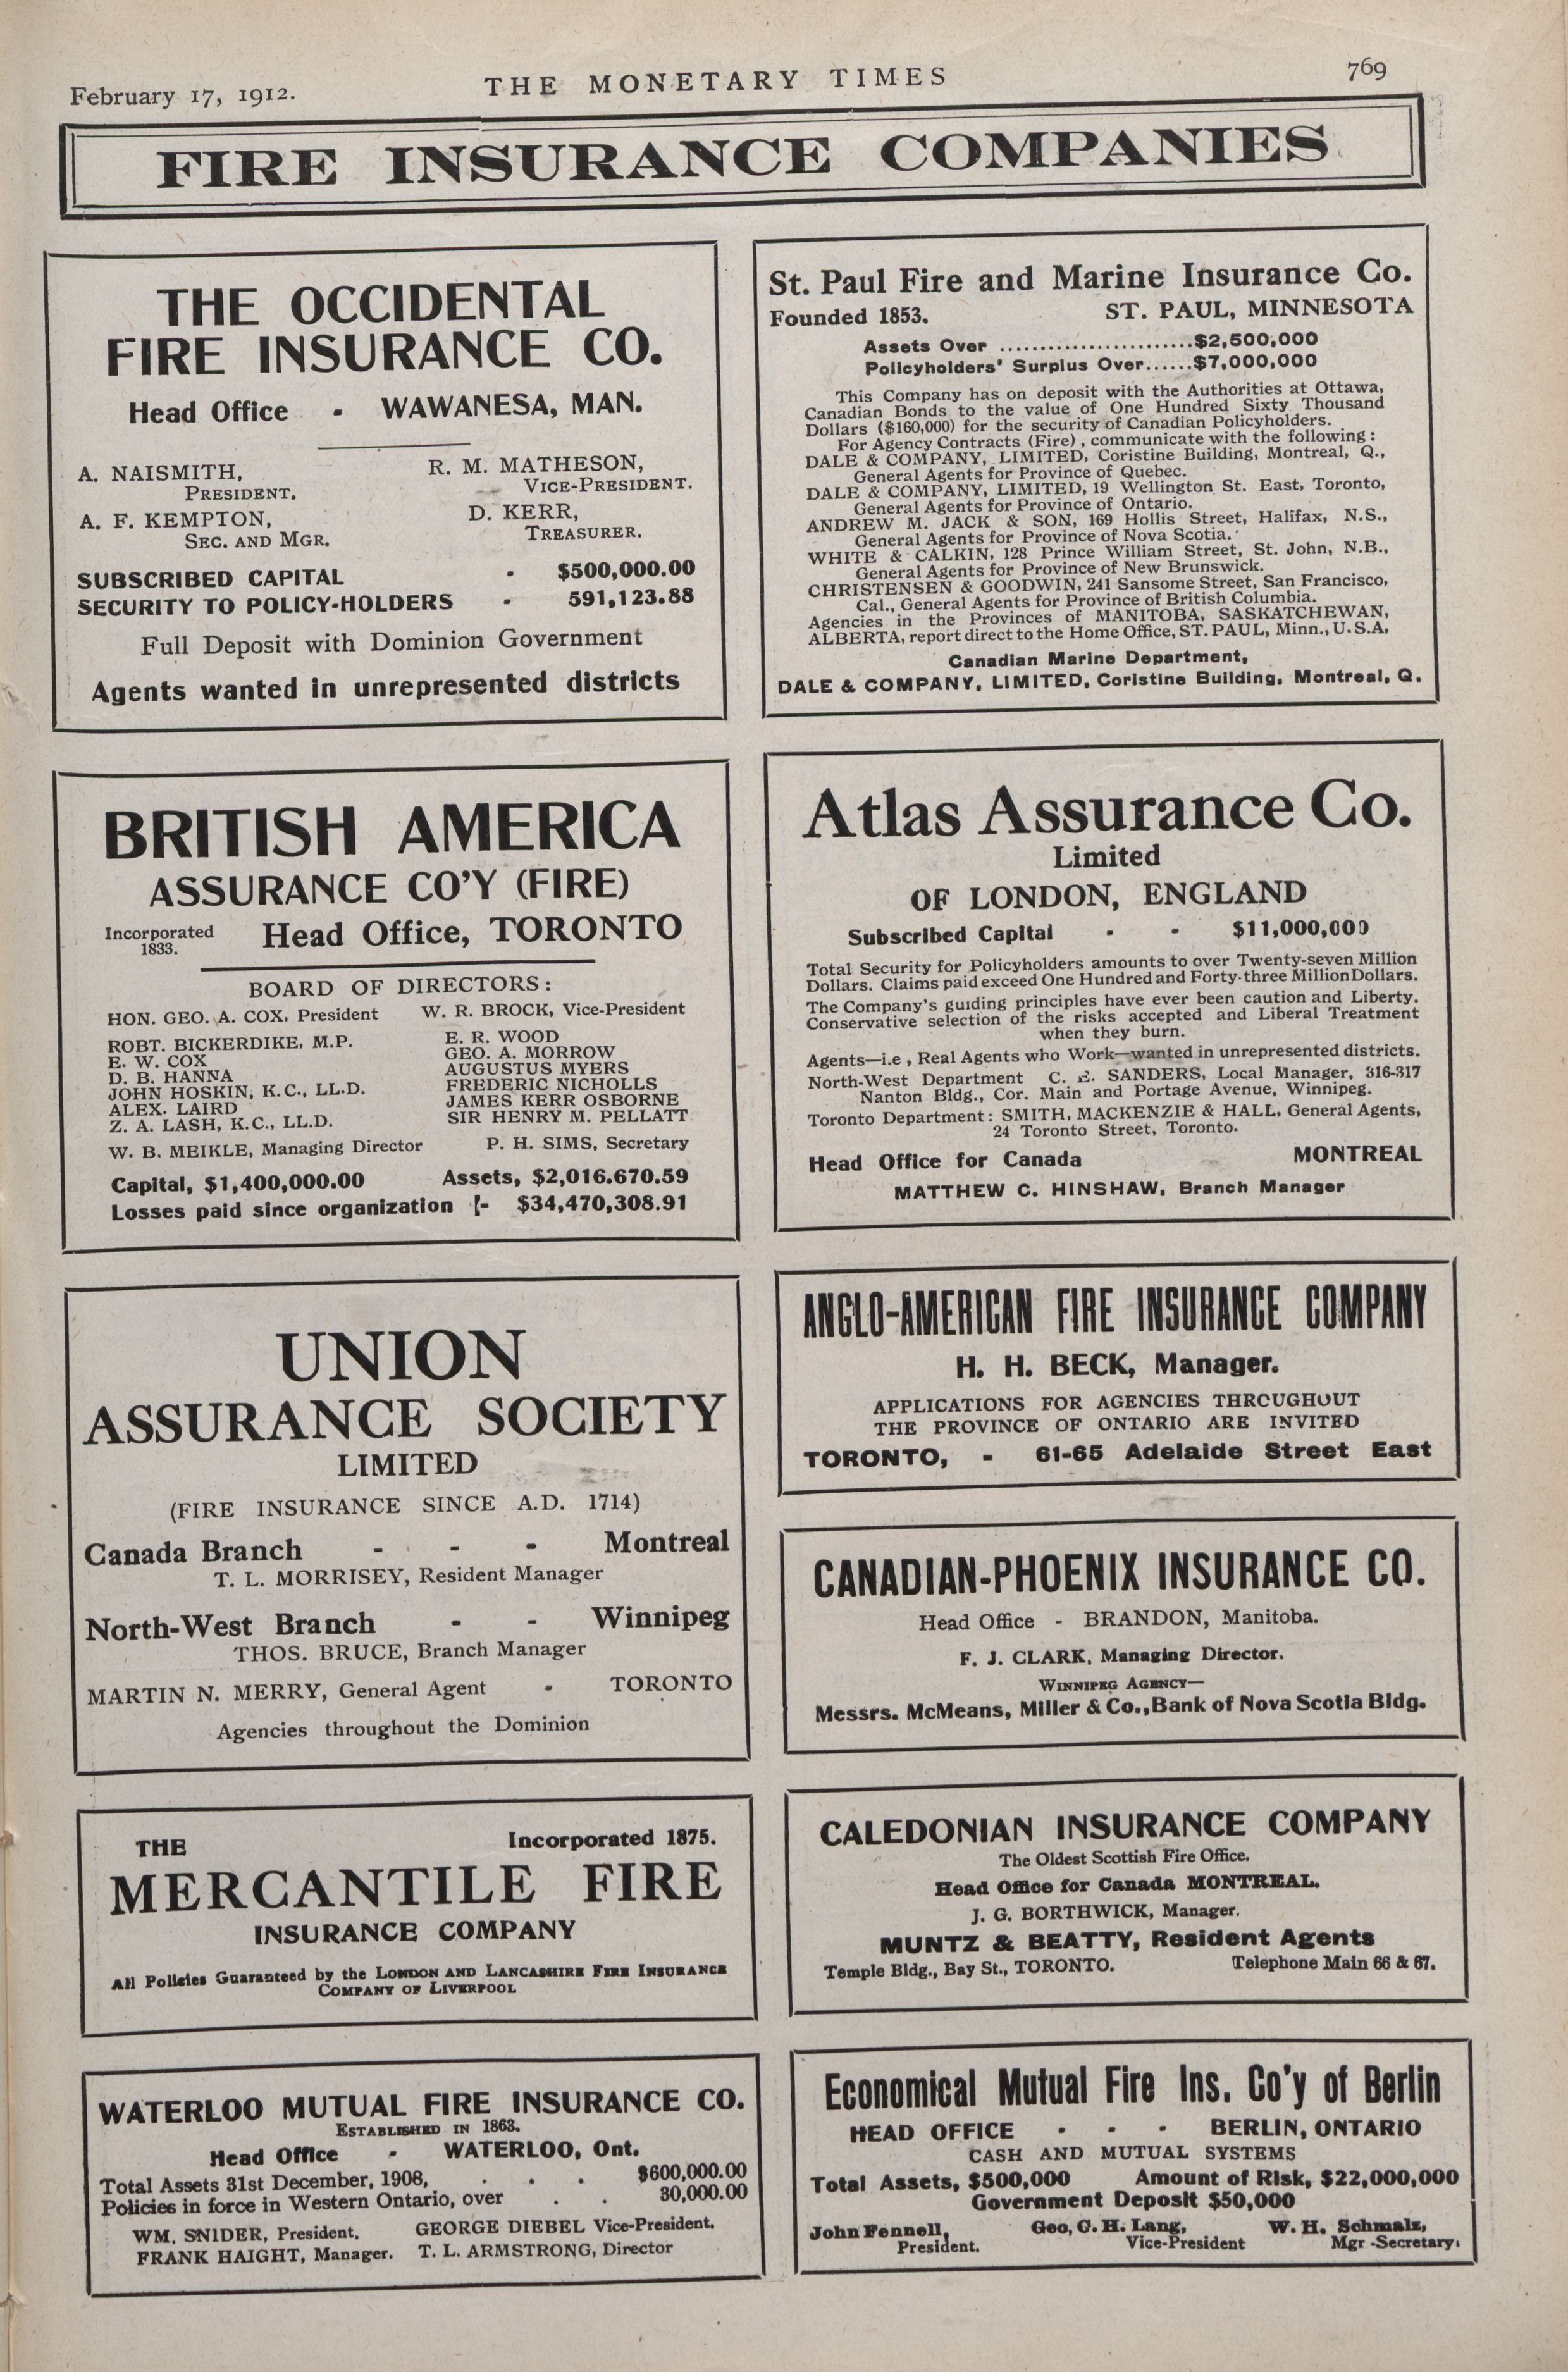 February 17, 1912.
THE MONETARY TIMES
769
FIRE INSURANCE COMPANIES
THE OCCIDENTAL
FIRE INSURANCE CO.
Head Office - WAWANESA, MAN.
A. NAISMITH, R. M. MATHESON,
PRESIDENT. VICE-PRESIDENT.
A. F. KEMPTON, D. KERR,
SEC. AND MGR. TREASURER.
SUBSCRIBED CAPITAL - $500,000.00
SECURITY TO POLICY-HOLDERS - 591,123.88
Full Deposit with Dominion Government
Agents wanted in unrepresented districts
BRITISH AMERICA
ASSURANCE CO'Y (FIRE)
Incorporated
1833.
Head Office, TORONTO
BOARD OF DIRECTORS:
HON. GEO. A. COX, President W. R. BROCK, Vice-President
ROBT. BICKERDIKE, M.P. E. R. WOOD
E. W. COX GEO. A. MORROW
D. B. HANNA AUGUSTUS MYERS
JOHN HOSKIN, K.C., LL.D. FREDERIC NICHOLLS
ALEX. LAIRD JAMES KERR OSBORNE
Z. A. LASH, K.C., LL.D. SIR HENRY M. PELLATT
W. B. MEIKLE, Managing Director P. H. SIMS, Secretary
Capital, $1,400,000.00 Assets, $2,016.670.59
Losses paid since organization - $34,470,308.91
UNION
ASSURANCE SOCIETY
LIMITED
(FIRE INSURANCE SINCE A.D. 1714)
Canada Branch - - - Montreal
T. L. MORRISEY, Resident Manager
North-West Branch - - Winnipeg
THOS. BRUCE, Branch Manager
MARTIN N. MERRY, General Agent - TORONTO
Agencies throughout the Dominion
THE Incorporated 1875.
MERCANTILE FIRE
INSURANCE COMPANY
All Policies Guaranteed by the LONDON AND LANCASHIRE FIRE INSURANCE
COMPANY OF LIVERPOOL
WATERLOO MUTUAL FIRE INSURANCE CO.
ESTABLISHED IN 1863.
Head Office - WATERLOO, Ont.
Total Assets 31st December, 1908, . . . $600,000.00
Policies in force in Western Ontario, over . . 30,000.00
WM. SNIDER, President. GEORGE DIEBEL Vice-President.
FRANK HAIGHT, Manager. T. L. ARMSTRONG, Director
St. Paul Fire and Marine Insurance Co.
Founded 1853. ST. PAUL, MINNESOTA
Assets Over ........................$2,500,000
Policyholders' Surplus Over......$7,000,000
This Company has on deposit with the Authorities at Ottawa,
Canadian Bonds to the value of One Hundred Sixty Thousand
Dollars ($160,000) for the security of Canadian Policyholders.
For Agency Contracts (Fire), communicate with the following:
DALE & COMPANY, LIMITED, Coristine Building, Montreal, Q.,
General Agents for Province of Quebec.
DALE & COMPANY, LIMITED, 19 Wellington St. East, Toronto,
General Agents for Province of Ontario.
ANDREW M. JACK & SON, 169 Hollis Street, Halifax, N.S.,
General Agents for Province of Nova Scotia.
WHITE & CALKIN, 128 Prince William Street, St. John, N.B.,
General Agents for Province of New Brunswick.
CHRISTENSEN & GOODWIN, 241 Sansome Street, San Francisco,
Cal., General Agents for Province of British Columbia.
Agencies in the Provinces of MANITOBA, SASKATCHEWAN,
ALBERTA, report direct to the Home Office, ST. PAUL, Minn., U.S.A,
Canadian Marine Department,
DALE & COMPANY, LIMITED, Coristine Building, Montreal, Q.
Atlas Assurance Co.
Limited
OF LONDON, ENGLAND
Subscribed Capital - - $11,000,000
Total Security for Policyholders amounts to over Twenty-seven Million
Dollars. Claims paid exceed One Hundred and Forty-three Million Dollars.
The Company's guiding principles have ever been caution and Liberty.
Conservative selection of the risks accepted and Liberal Treatment
when they burn.
Agents—i.e, Real Agents who Work—wanted in unrepresented districts.
North-West Department C. E. SANDERS, Local Manager, 316-317
Nanton Bldg., Cor. Main and Portage Avenue, Winnipeg.
Toronto Department: SMITH, MACKENZIE & HALL, General Agents,
24 Toronto Street, Toronto.
Head Office for Canada MONTREAL
MATTHEW C. HINSHAW, Branch Manager
ANGLO-AMERICAN FIRE INSURANCE COMPANY
H. H. BECK, Manager.
APPLICATIONS FOR AGENCIES THROUGHOUT
THE PROVINCE OF ONTARIO ARE INVITED
TORONTO, - 61-65 Adelaide Street East
CANADIAN-PHOENIX INSURANCE CO.
Head Office - BRANDON, Manitoba.
F. J. CLARK, Managing Director.
WINNIPEG AGENCY—
Messrs. McMeans, Miller & Co., Bank of Nova Scotia Bldg.
CALEDONIAN INSURANCE COMPANY
The Oldest Scottish Fire Office.
Head Office for Canada MONTREAL.
J. G. BORTHWICK, Manager.
MUNTZ & BEATTY, Resident Agents
Temple Bldg., Bay St., TORONTO. Telephone Main 66 & 67.
Economical Mutual Fire Ins. Co'y of Berlin
HEAD OFFICE - - - BERLIN, ONTARIO
CASH AND MUTUAL SYSTEMS
Total Assets, $500,000 Amount of Risk, $22,000,000
Government Deposit $50,000
John Fennell, Geo, C. H. Lang, W. H. Schmalz,
President. Vice-President Mgr-Secretary.